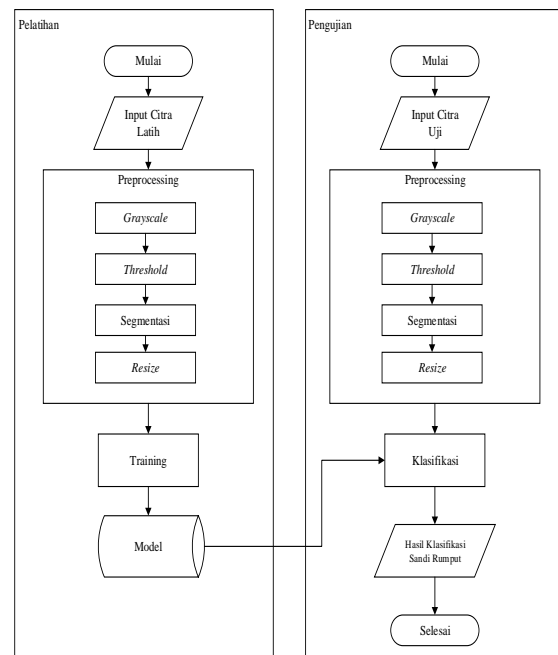 Pelatihan
Mulai
Input Citra
Latih
Preprocessing
Grayscale
Threshold
Segmentasi
Resize
Training
Model
Pengujian
Mulai
Input Citra
Uji
Preprocessing
Grayscale
Threshold
Segmentasi
Resize
Klasifikasi
Hasil Klasifikasi
Sandi Rumput
Selesai